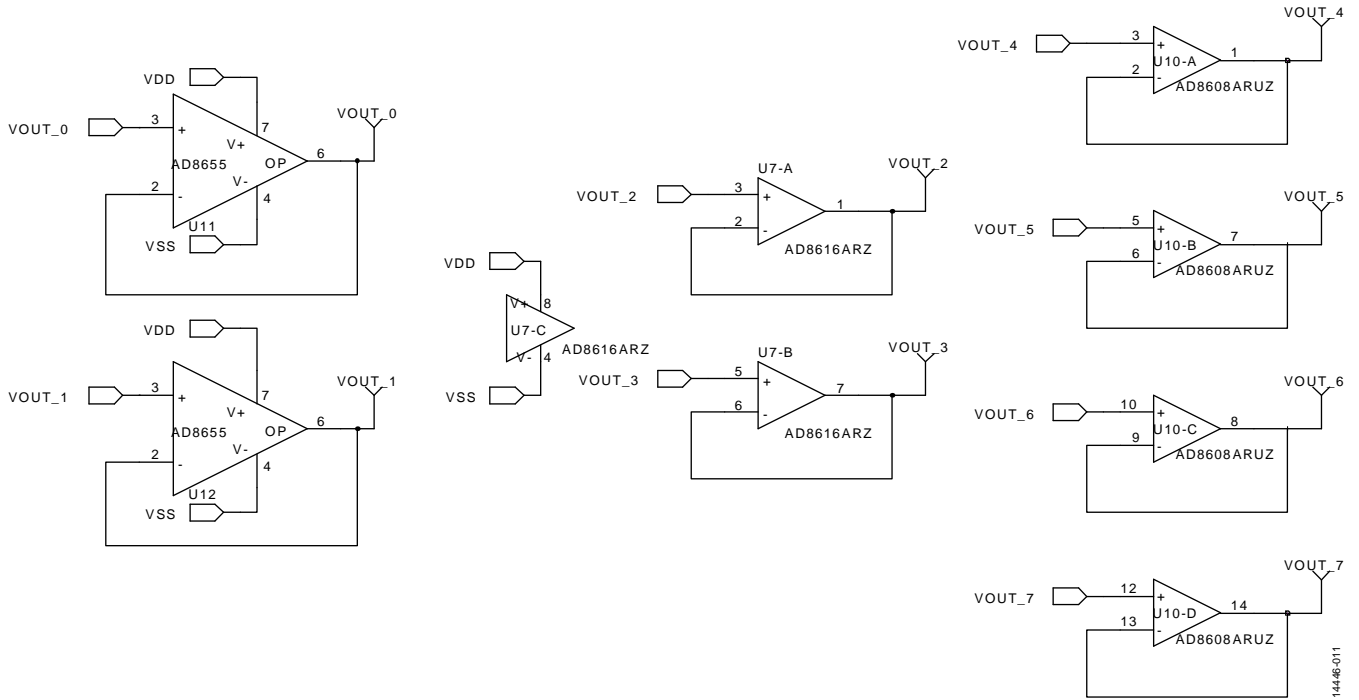 VDD
VOUT_0
3
+
7
V+
AD8655
OP
6
VOUT_0
V-
2
-
4
U11
VSS
VDD
VOUT_1
3
+
7
V+
AD8655
OP
6
VOUT_1
V-
2
-
4
U12
VSS
VDD
8
V+
U7-C
AD8616ARZ
V-
4
VSS
U7-A
VOUT_2
3
+
1
VOUT_2
2
-
AD8616ARZ
U7-B
VOUT_3
5
+
7
VOUT_3
6
-
AD8616ARZ
VOUT_4
VOUT_4
3
+
U10-A
1
2
-
AD8608ARUZ
VOUT_5
VOUT_5
5
+
U10-B
7
6
-
AD8608ARUZ
VOUT_6
VOUT_6
10
+
U10-C
8
9
-
AD8608ARUZ
VOUT_7
VOUT_7
12
+
U10-D
14
13
-
AD8608ARUZ
14446-011